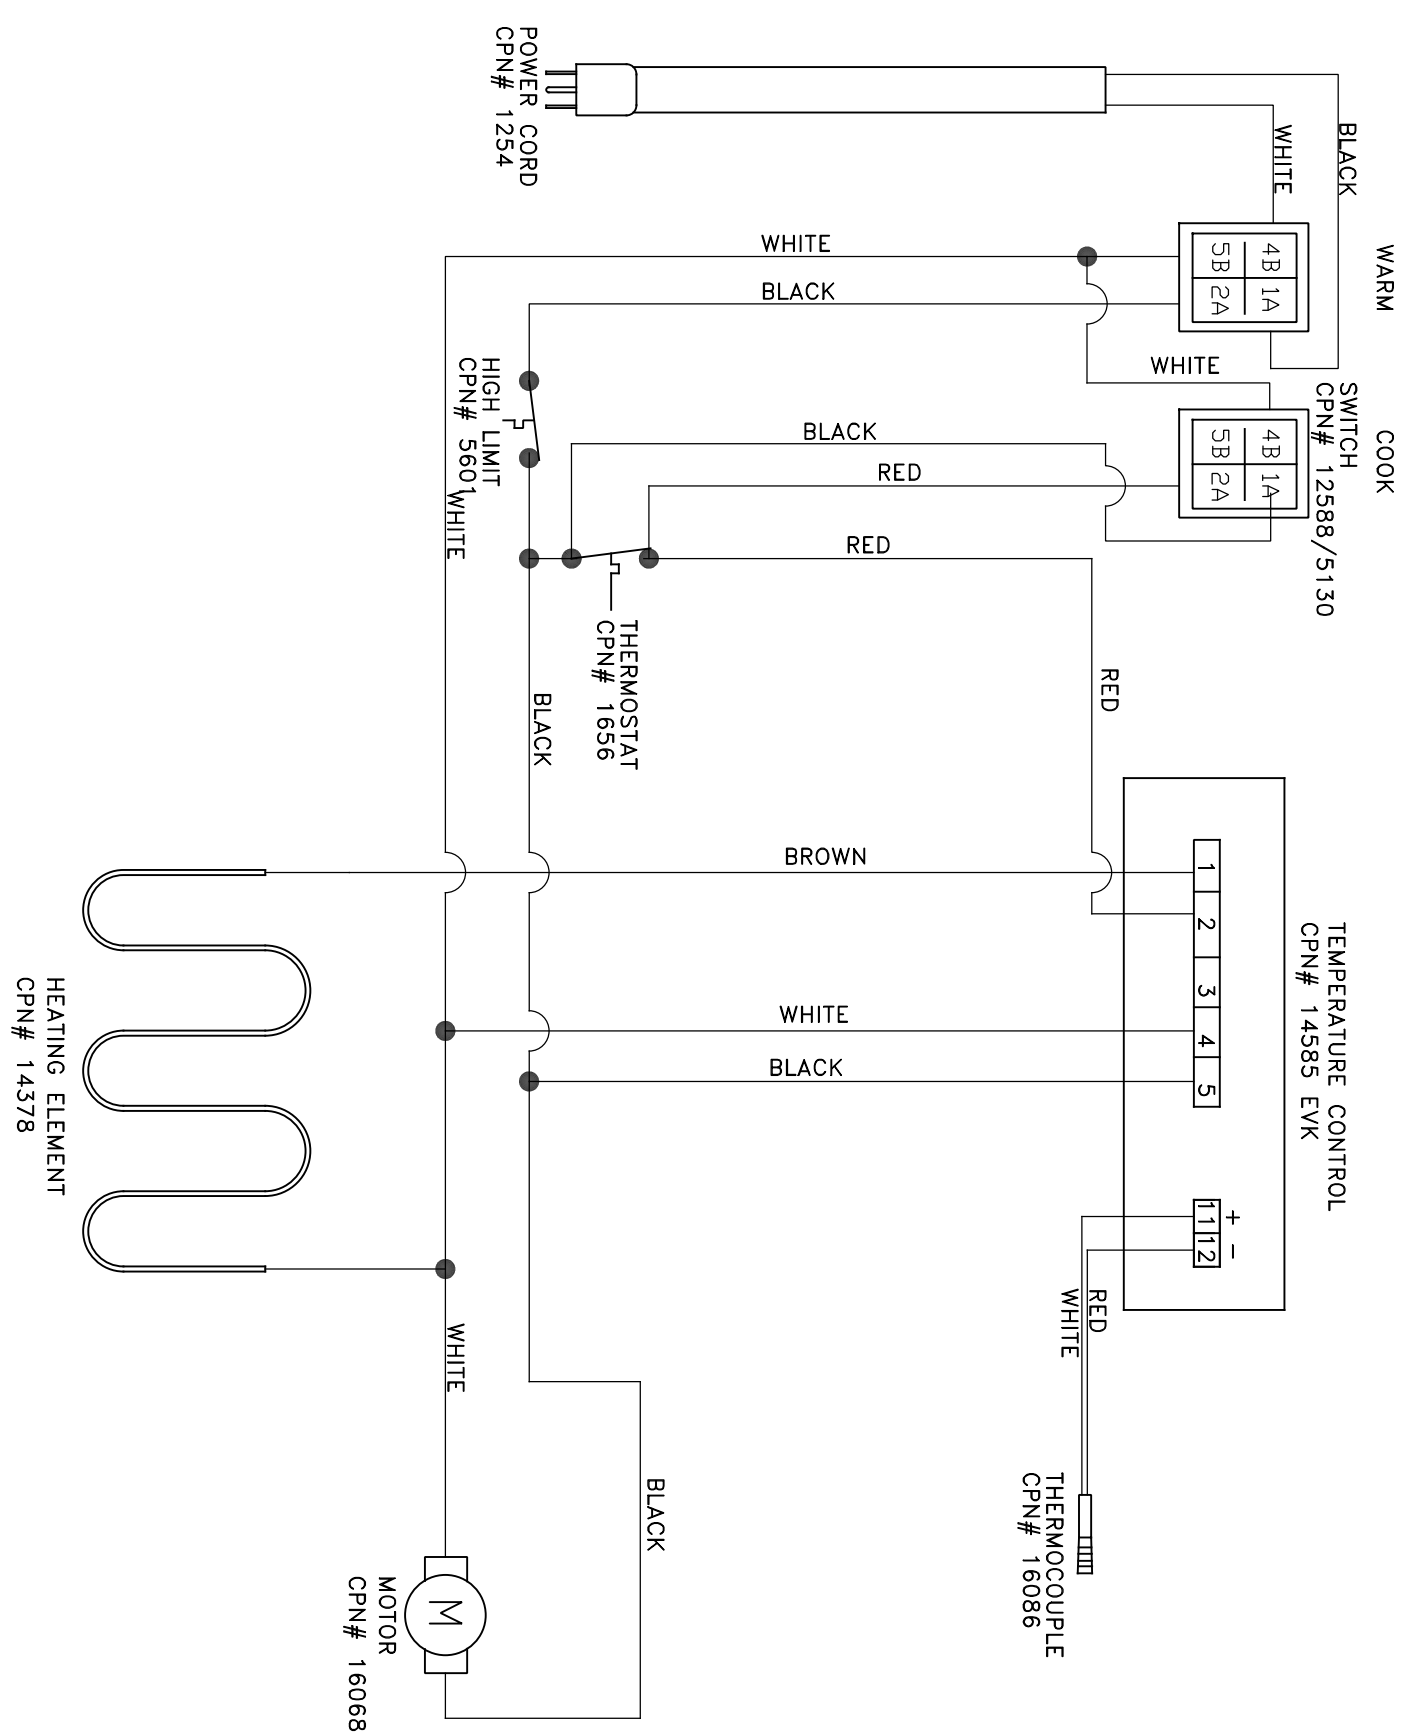 POWER CORD
CPN# 1254
BLACK
WHITE
WARM
4B 1A
5B 2A
WHITE
BLACK
WHITE
SWITCH
CPN# 12588/5130
COOK
4B 1A
5B 2A
HIGH LIMIT
CPN# 5601
WHITE
BLACK
RED
RED
THERMOSTAT
CPN# 1656
BLACK
RED
TEMPERATURE CONTROL
CPN# 14585 EVK
1
2
3
4
5
+
-
11
12
BROWN
WHITE
BLACK
RED
WHITE
THERMOCOUPLE
CPN# 16086
HEATING ELEMENT
CPN# 14378
WHITE
BLACK
M
MOTOR
CPN# 16068